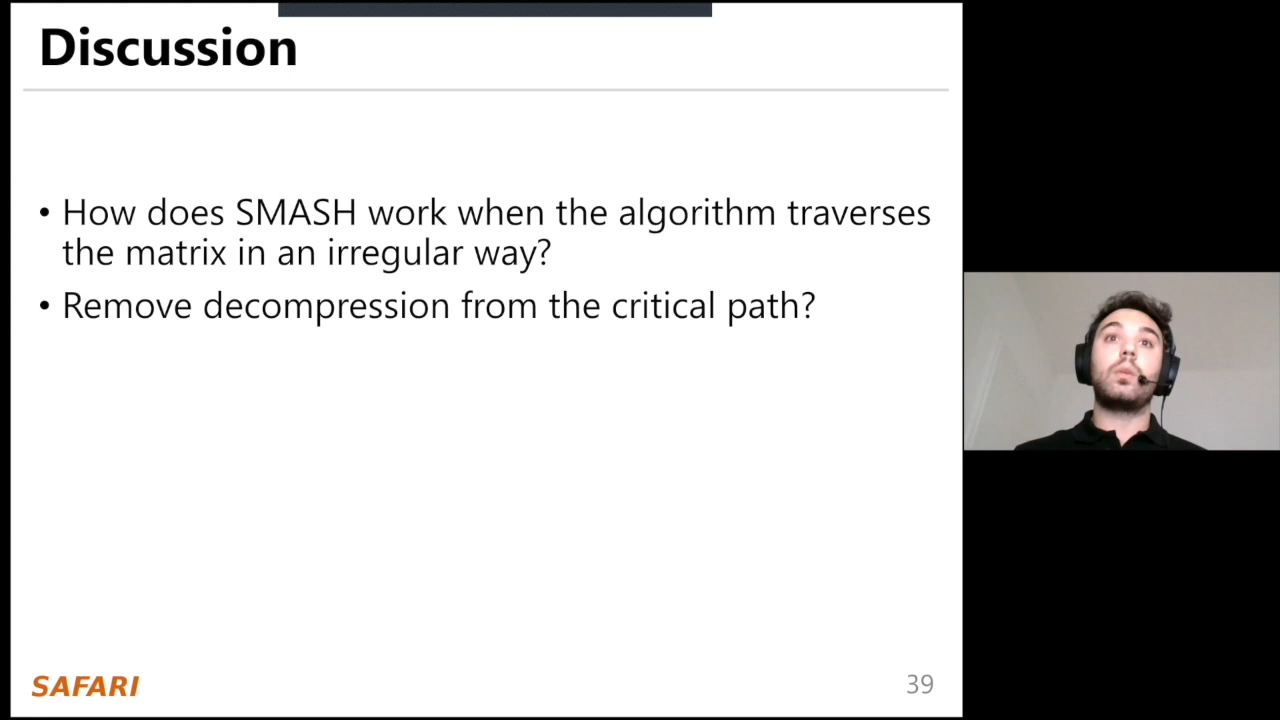 Discussion
• How does SMASH work when the algorithm traverses
the matrix in an irregular way?
• Remove decompression from the critical path?
SAFARI
39